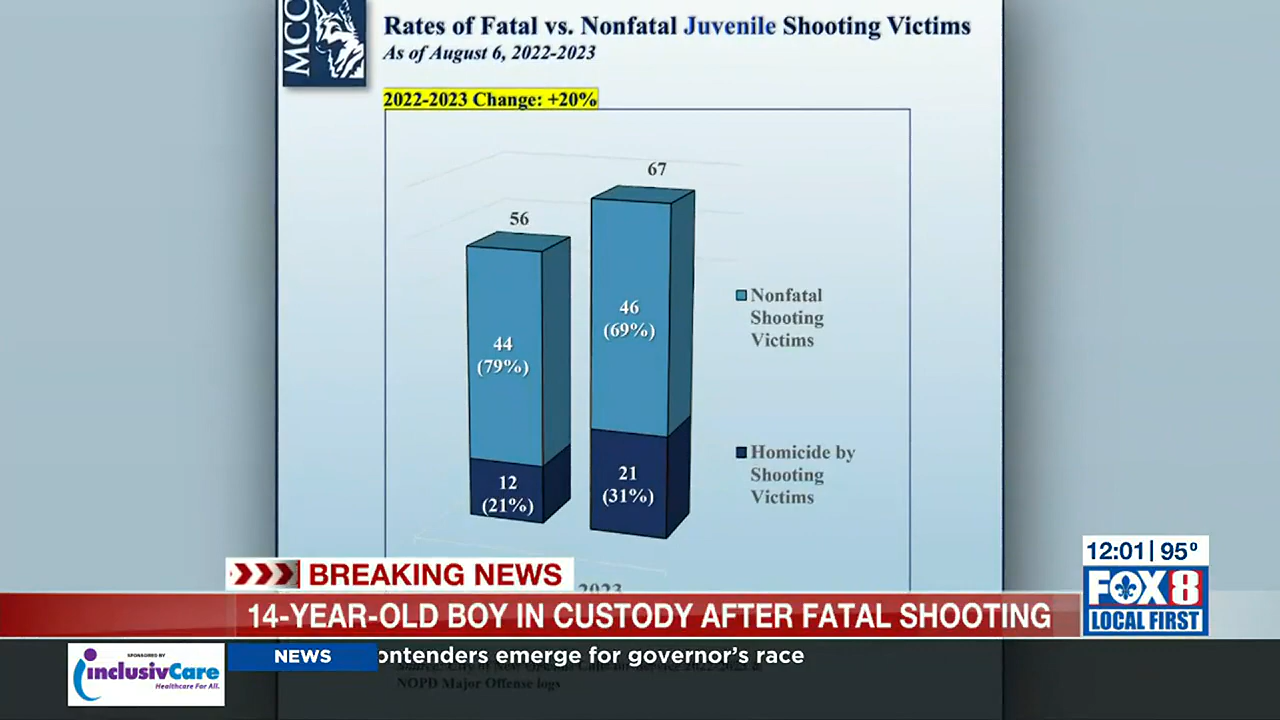 MCC
Rates of Fatal vs. Nonfatal Juvenile Shooting Victims
As of August 6, 2022-2023
2022-2023 Change: +20%
56
67
44
(79%)
46
(69%)
12
(21%)
21
(31%)
Nonfatal
Shooting
Victims
Homicide by
Shooting
Victims
2023
BREAKING NEWS
14-YEAR-OLD BOY IN CUSTODY AFTER FATAL SHOOTING
12:01 95°
FOX 8
LOCAL FIRST
SPONSORED BY
inclusivCare
Healthcare For All.
NEWS
ontenders emerge for governor's race
NOPD Major Offense logs